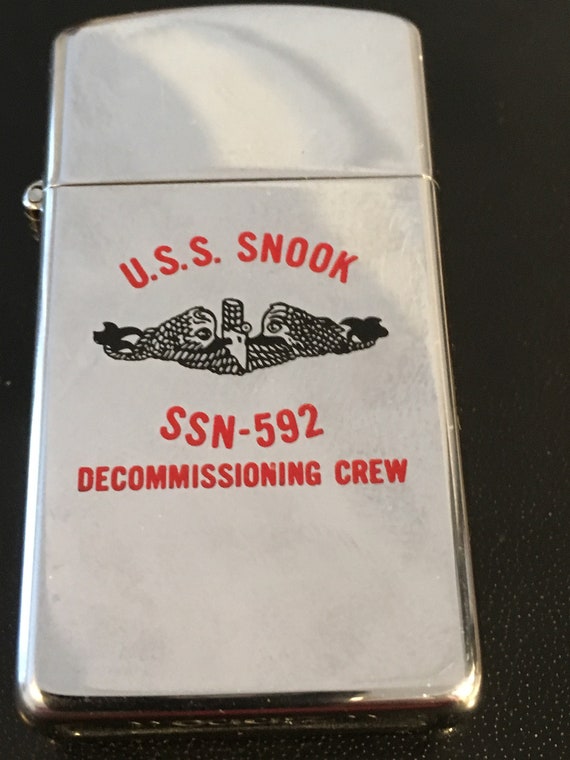 U.S.S. SNOOK
SSN-592
DECOMMISSIONING CREW